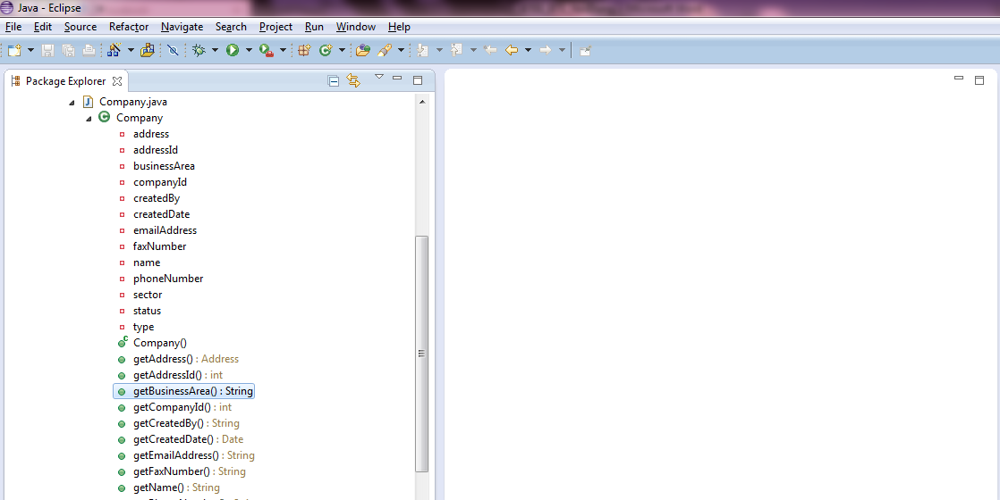 Java - Eclipse
File Edit Source Refactor Navigate Search Project Run Window Help
Package Explorer
Company.java
Company
address
addressId
businessArea
companyId
createdBy
createdDate
emailAddress
faxNumber
name
phoneNumber
sector
status
type
Company()
getAddress() : Address
getAddressId() : int
getBusinessArea() : String
getCompanyId() : int
getCreatedBy() : String
getCreatedDate() : Date
getEmailAddress() : String
getFaxNumber() : String
getName() : String